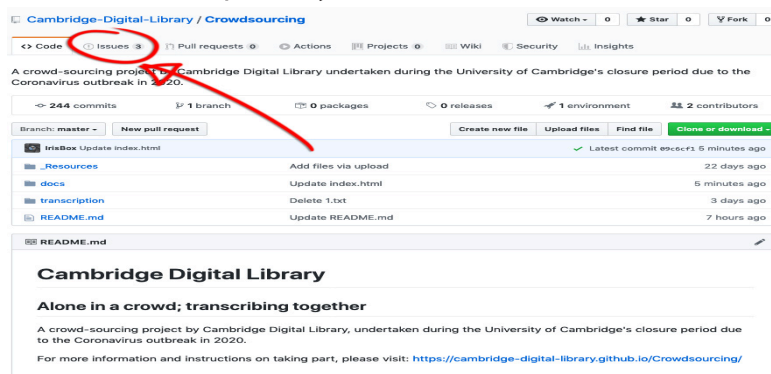 Cambridge-Digital-Library / Crowdsourcing Watch 0 Star 0 Fork 0
Code Issues 3 Pull requests 0 Actions Projects 0 Wiki Security Insights
A crowd-sourcing project by Cambridge Digital Library undertaken during the University of Cambridge's closure period due to the
Coronavirus outbreak in 2020.
244 commits 1 branch 0 packages 0 releases 1 environment 2 contributors
Branch: master New pull request Create new file Upload files Find file Clone or download
IrisBox Update index.html Latest commit e9c6cf1 5 minutes ago
_Resources Add files via upload 22 days ago
docs Update index.html 5 minutes ago
transcription Delete 1.txt 3 days ago
README.md Update README.md 7 hours ago
README.md
Cambridge Digital Library
Alone in a crowd; transcribing together
A crowd-sourcing project by Cambridge Digital Library, undertaken during the University of Cambridge's closure period due
to the Coronavirus outbreak in 2020.
For more information and instructions on taking part, please visit: https://cambridge-digital-library.github.io/Crowdsourcing/